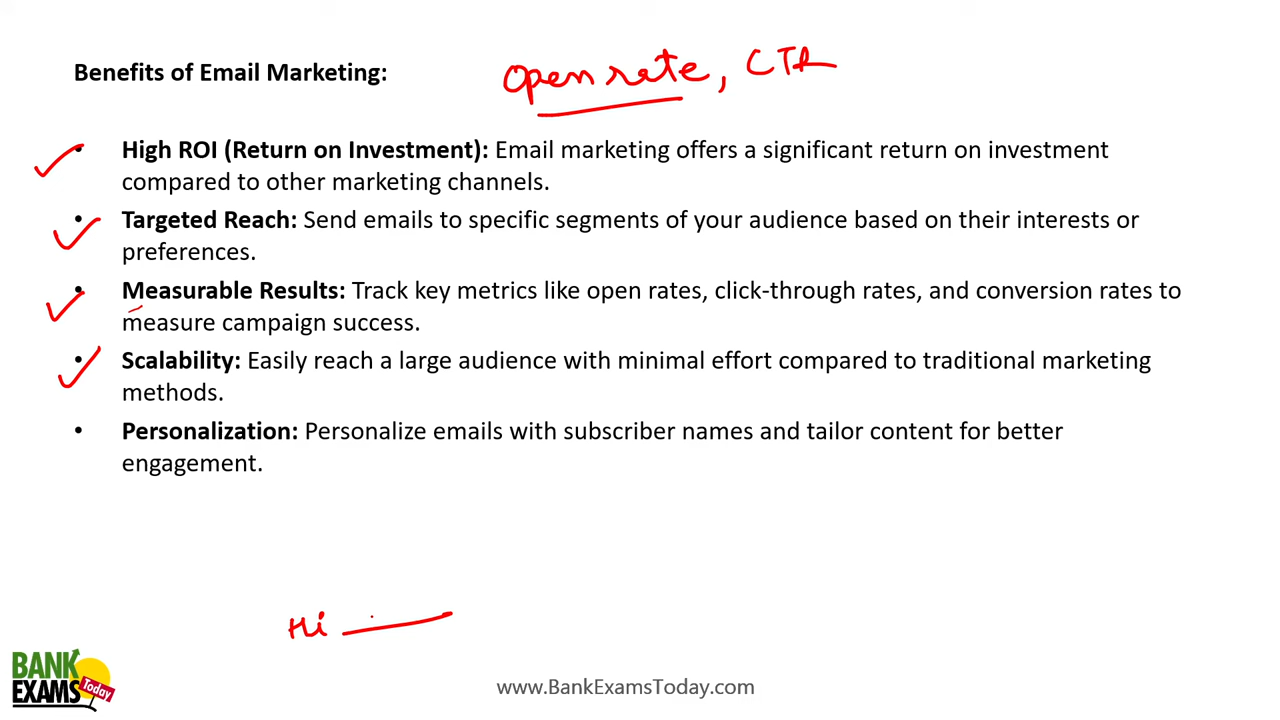 Benefits of Email Marketing: Open rate, CTR
• High ROI (Return on Investment): Email marketing offers a significant return on investment
compared to other marketing channels.
• Targeted Reach: Send emails to specific segments of your audience based on their interests or
preferences.
• Measurable Results: Track key metrics like open rates, click-through rates, and conversion rates to
measure campaign success.
• Scalability: Easily reach a large audience with minimal effort compared to traditional marketing
methods.
• Personalization: Personalize emails with subscriber names and tailor content for better
engagement.
Hi
BANK
EXAMS Today
www.BankExamsToday.com